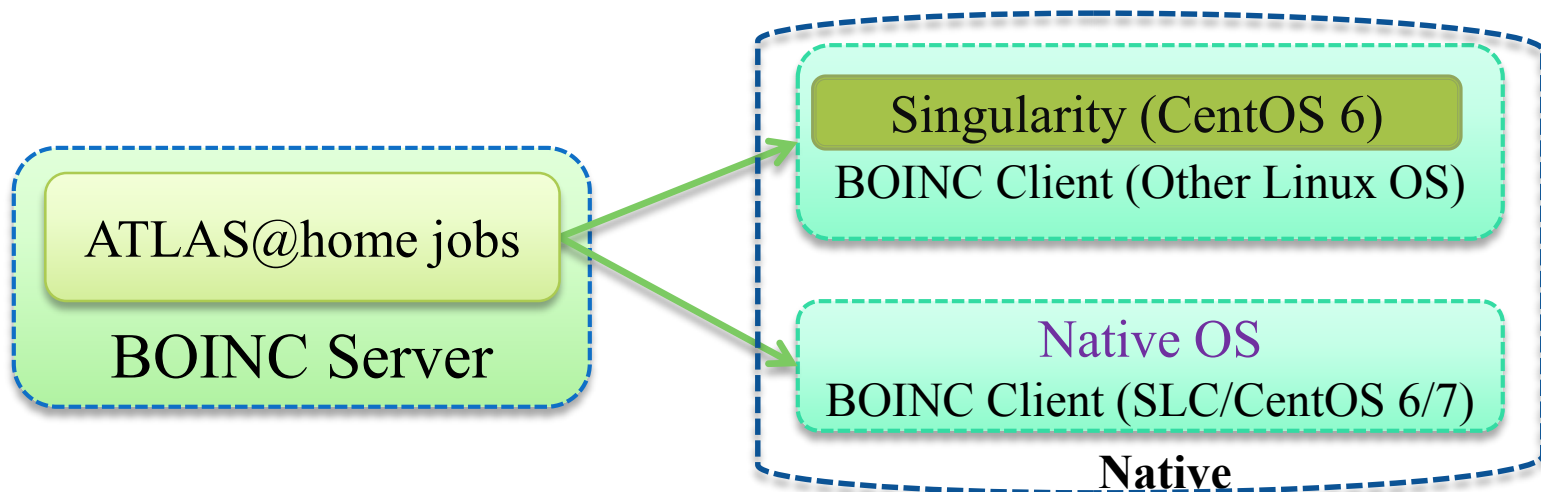 ATLAS@home jobs
BOINC Server
Singularity (CentOS 6)
BOINC Client (Other Linux OS)
Native OS
BOINC Client (SLC/CentOS 6/7)
Native